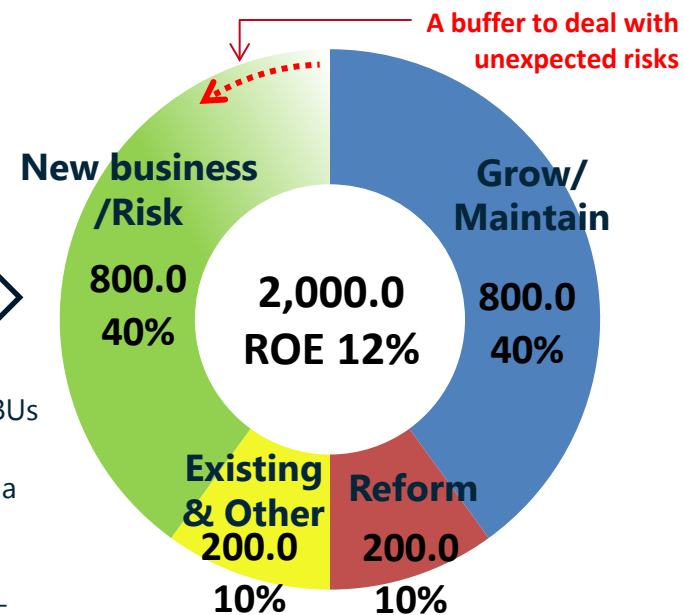 A buffer to deal with
unexpected risks
New business
/Risk
800.0
40%
Grow/
Maintain
800.0
40%
2,000.0
ROE 12%
BUs
a
Existing
& Other
200.0
10%
Reform
200.0
10%